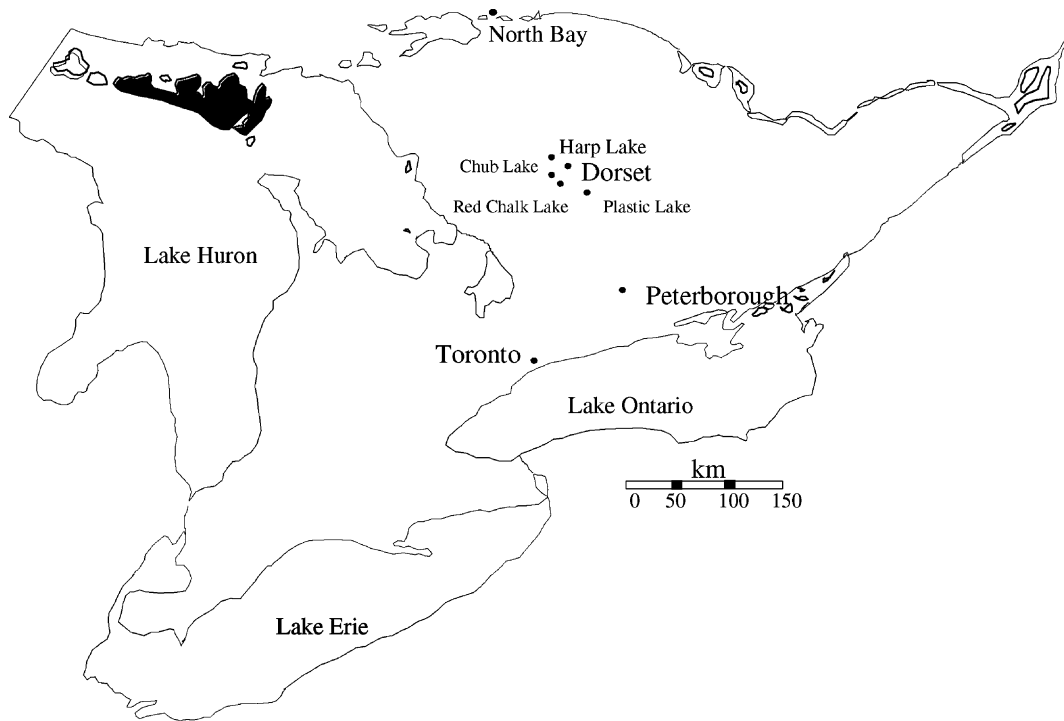 North Bay
Harp Lake
Chub Lake
Dorset
Red Chalk Lake
Plastic Lake
Lake Huron
Peterborough
Toronto
Lake Ontario
km
0 50 100 150
Lake Erie